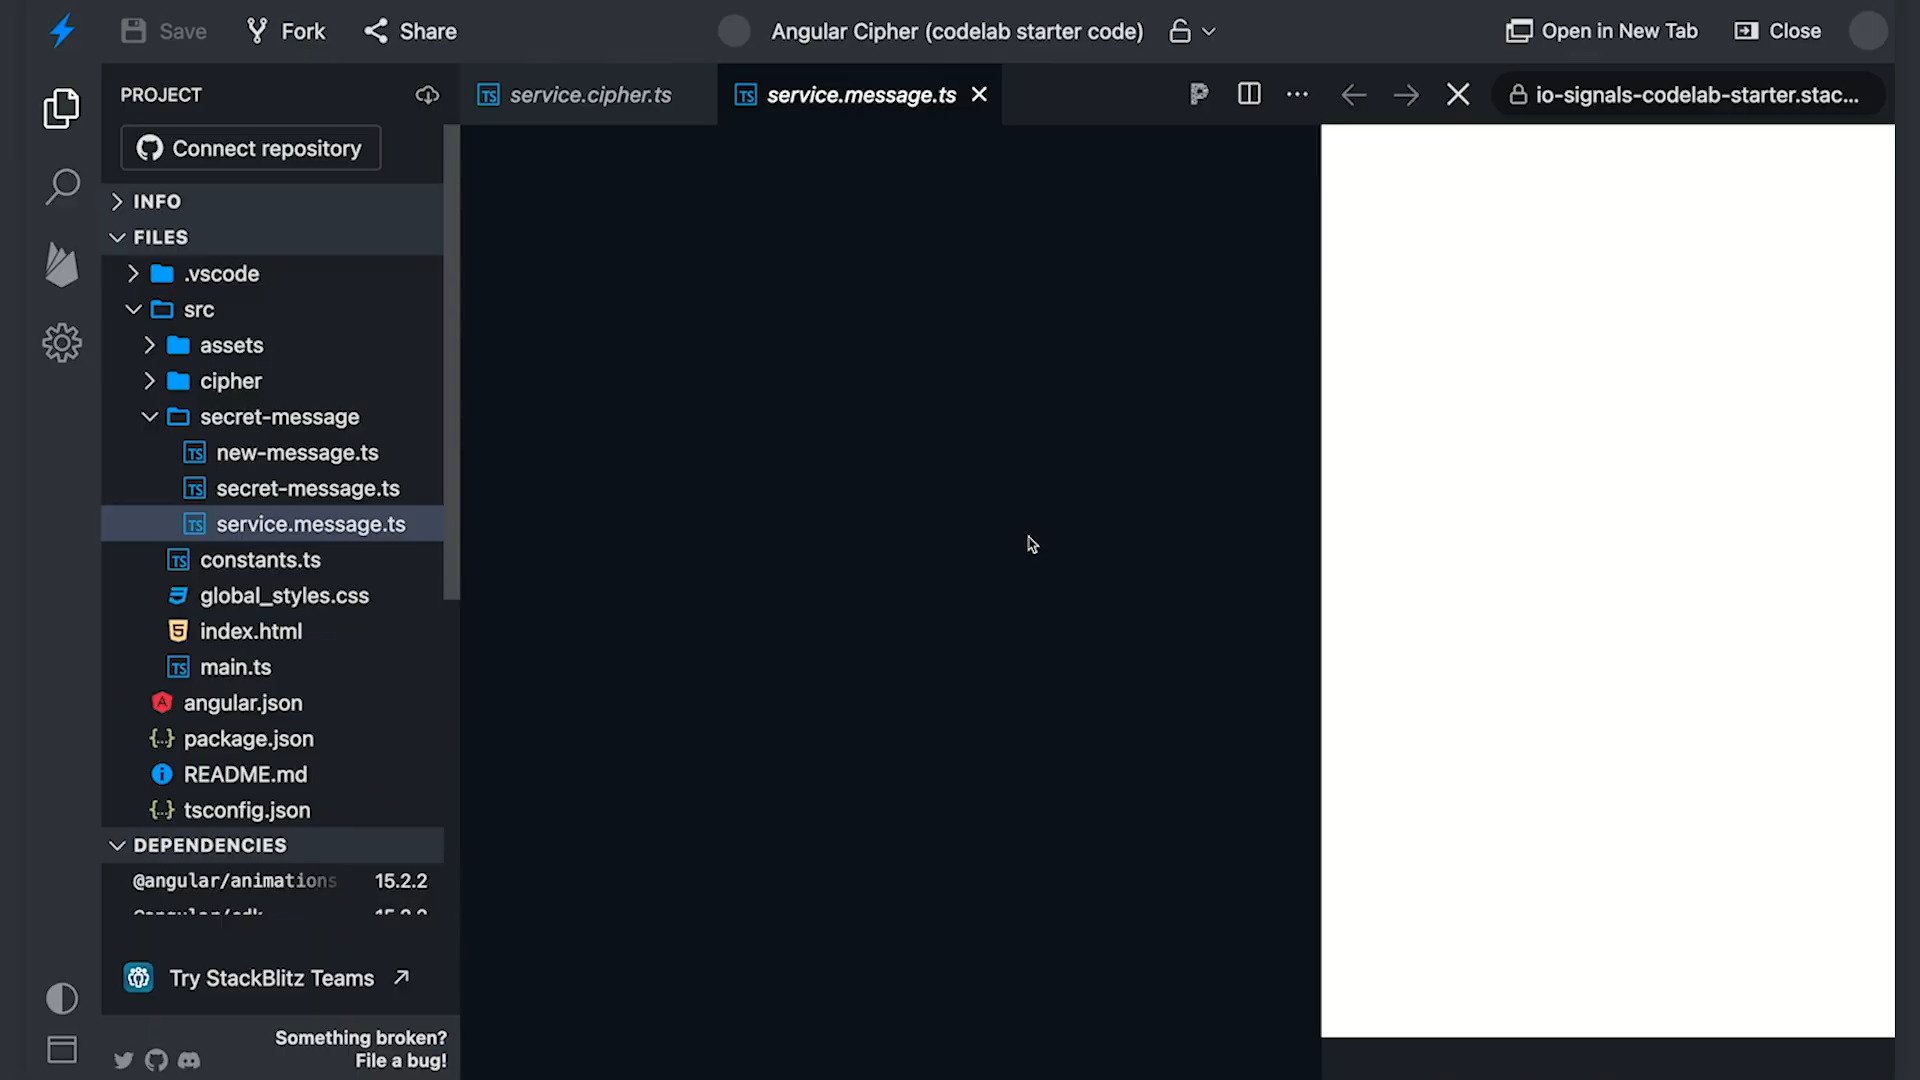 Save
Fork
Share
Angular Cipher (codelab starter code)
Open in New Tab
Close
PROJECT
service.cipher.ts
service.message.ts
io-signals-codelab-starter.stac...
Connect repository
INFO
FILES
.vscode
src
assets
cipher
secret-message
new-message.ts
secret-message.ts
service.message.ts
constants.ts
global_styles.css
index.html
main.ts
angular.json
package.json
README.md
tsconfig.json
DEPENDENCIES
@angular/animations 15.2.2
Try StackBlitz Teams
Something broken?
File a bug!